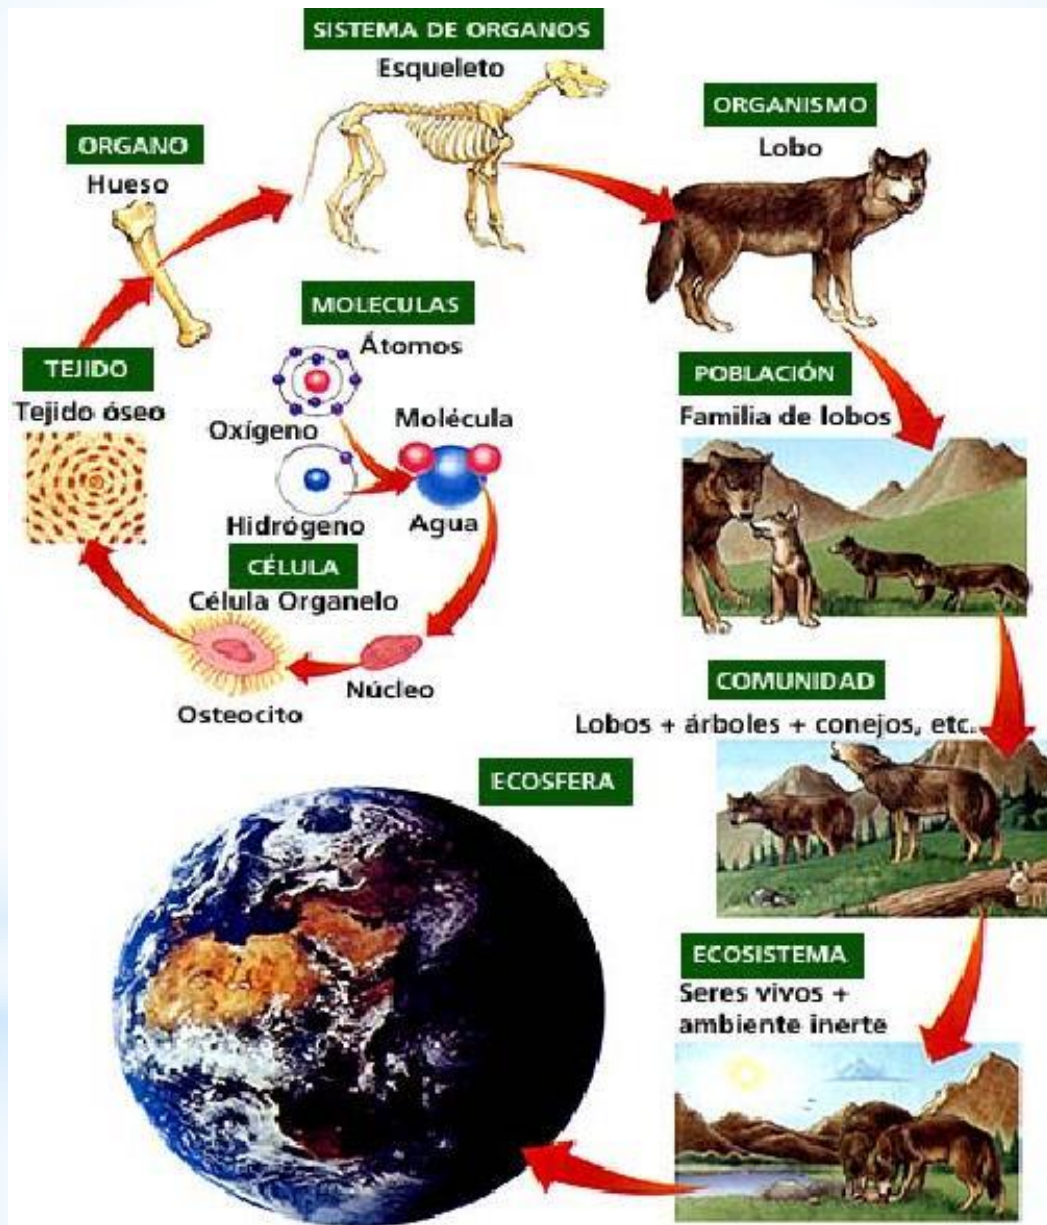 SISTEMA DE ORGANOS
Esqueleto
ORGANISMO
Lobo
ORGANO
Hueso
MOLECULAS
Átomos
Oxígeno
Molécula
Hidrógeno
Agua
TEJIDO
Tejido óseo
CÉLULA
Célula Organelo
Núcleo
Osteocito
POBLACIÓN
Familia de lobos
COMUNIDAD
Lobos + árboles + conejos, etc.
ECOSFERA
ECOSISTEMA
Seres vivos +
ambiente inerte